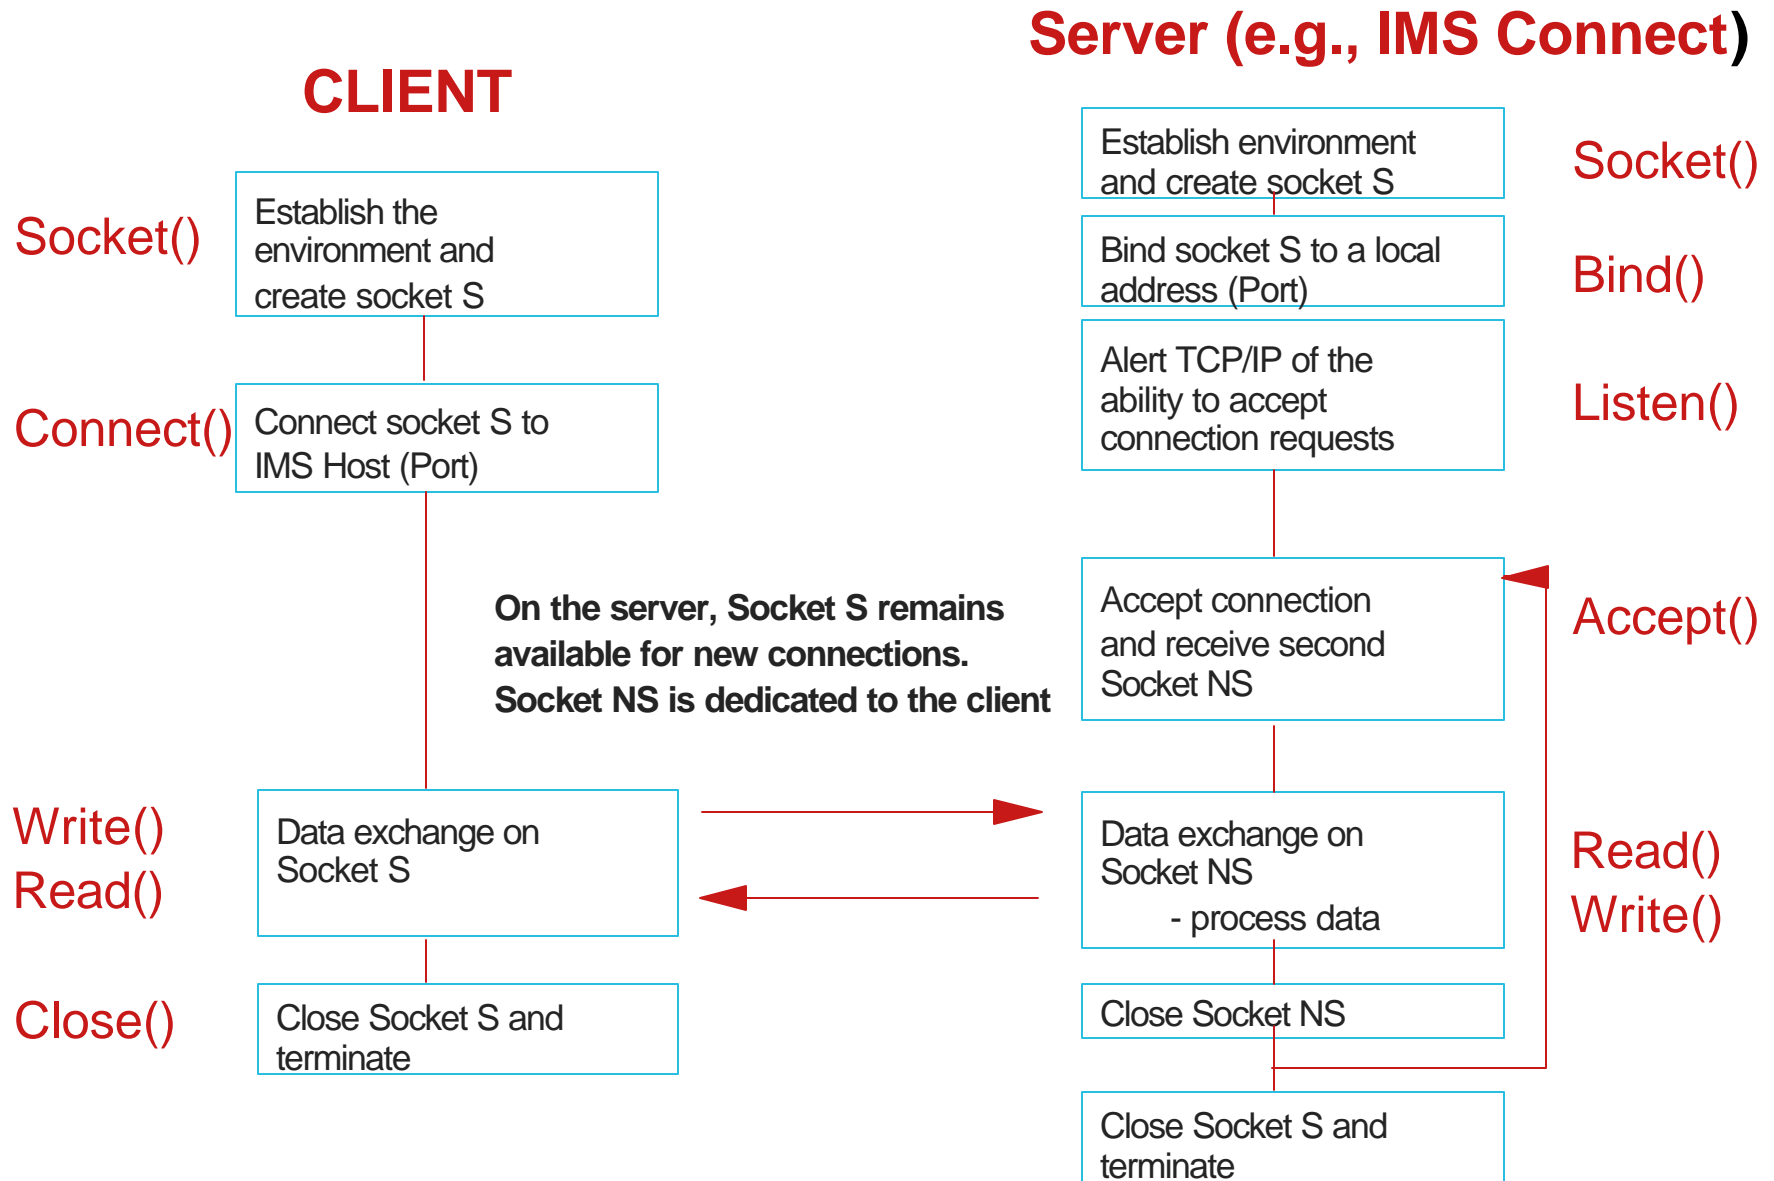 Server (e.g., IMS Connect)
CLIENT
Socket()
Establish the
environment and
create socket S
Connect()
Connect socket S to
IMS Host (Port)
On the server, Socket S remains
available for new connections.
Socket NS is dedicated to the client
Write()
Read()
Data exchange on
Socket S
Close()
Close Socket S and
terminate
Establish environment
and create socket S
Socket()
Bind socket S to a local
address (Port)
Bind()
Alert TCP/IP of the
ability to accept
connection requests
Listen()
Accept connection
and receive second
Socket NS
Accept()
Data exchange on
Socket NS
- process data
Read()
Write()
Close Socket NS
Close Socket S and
terminate